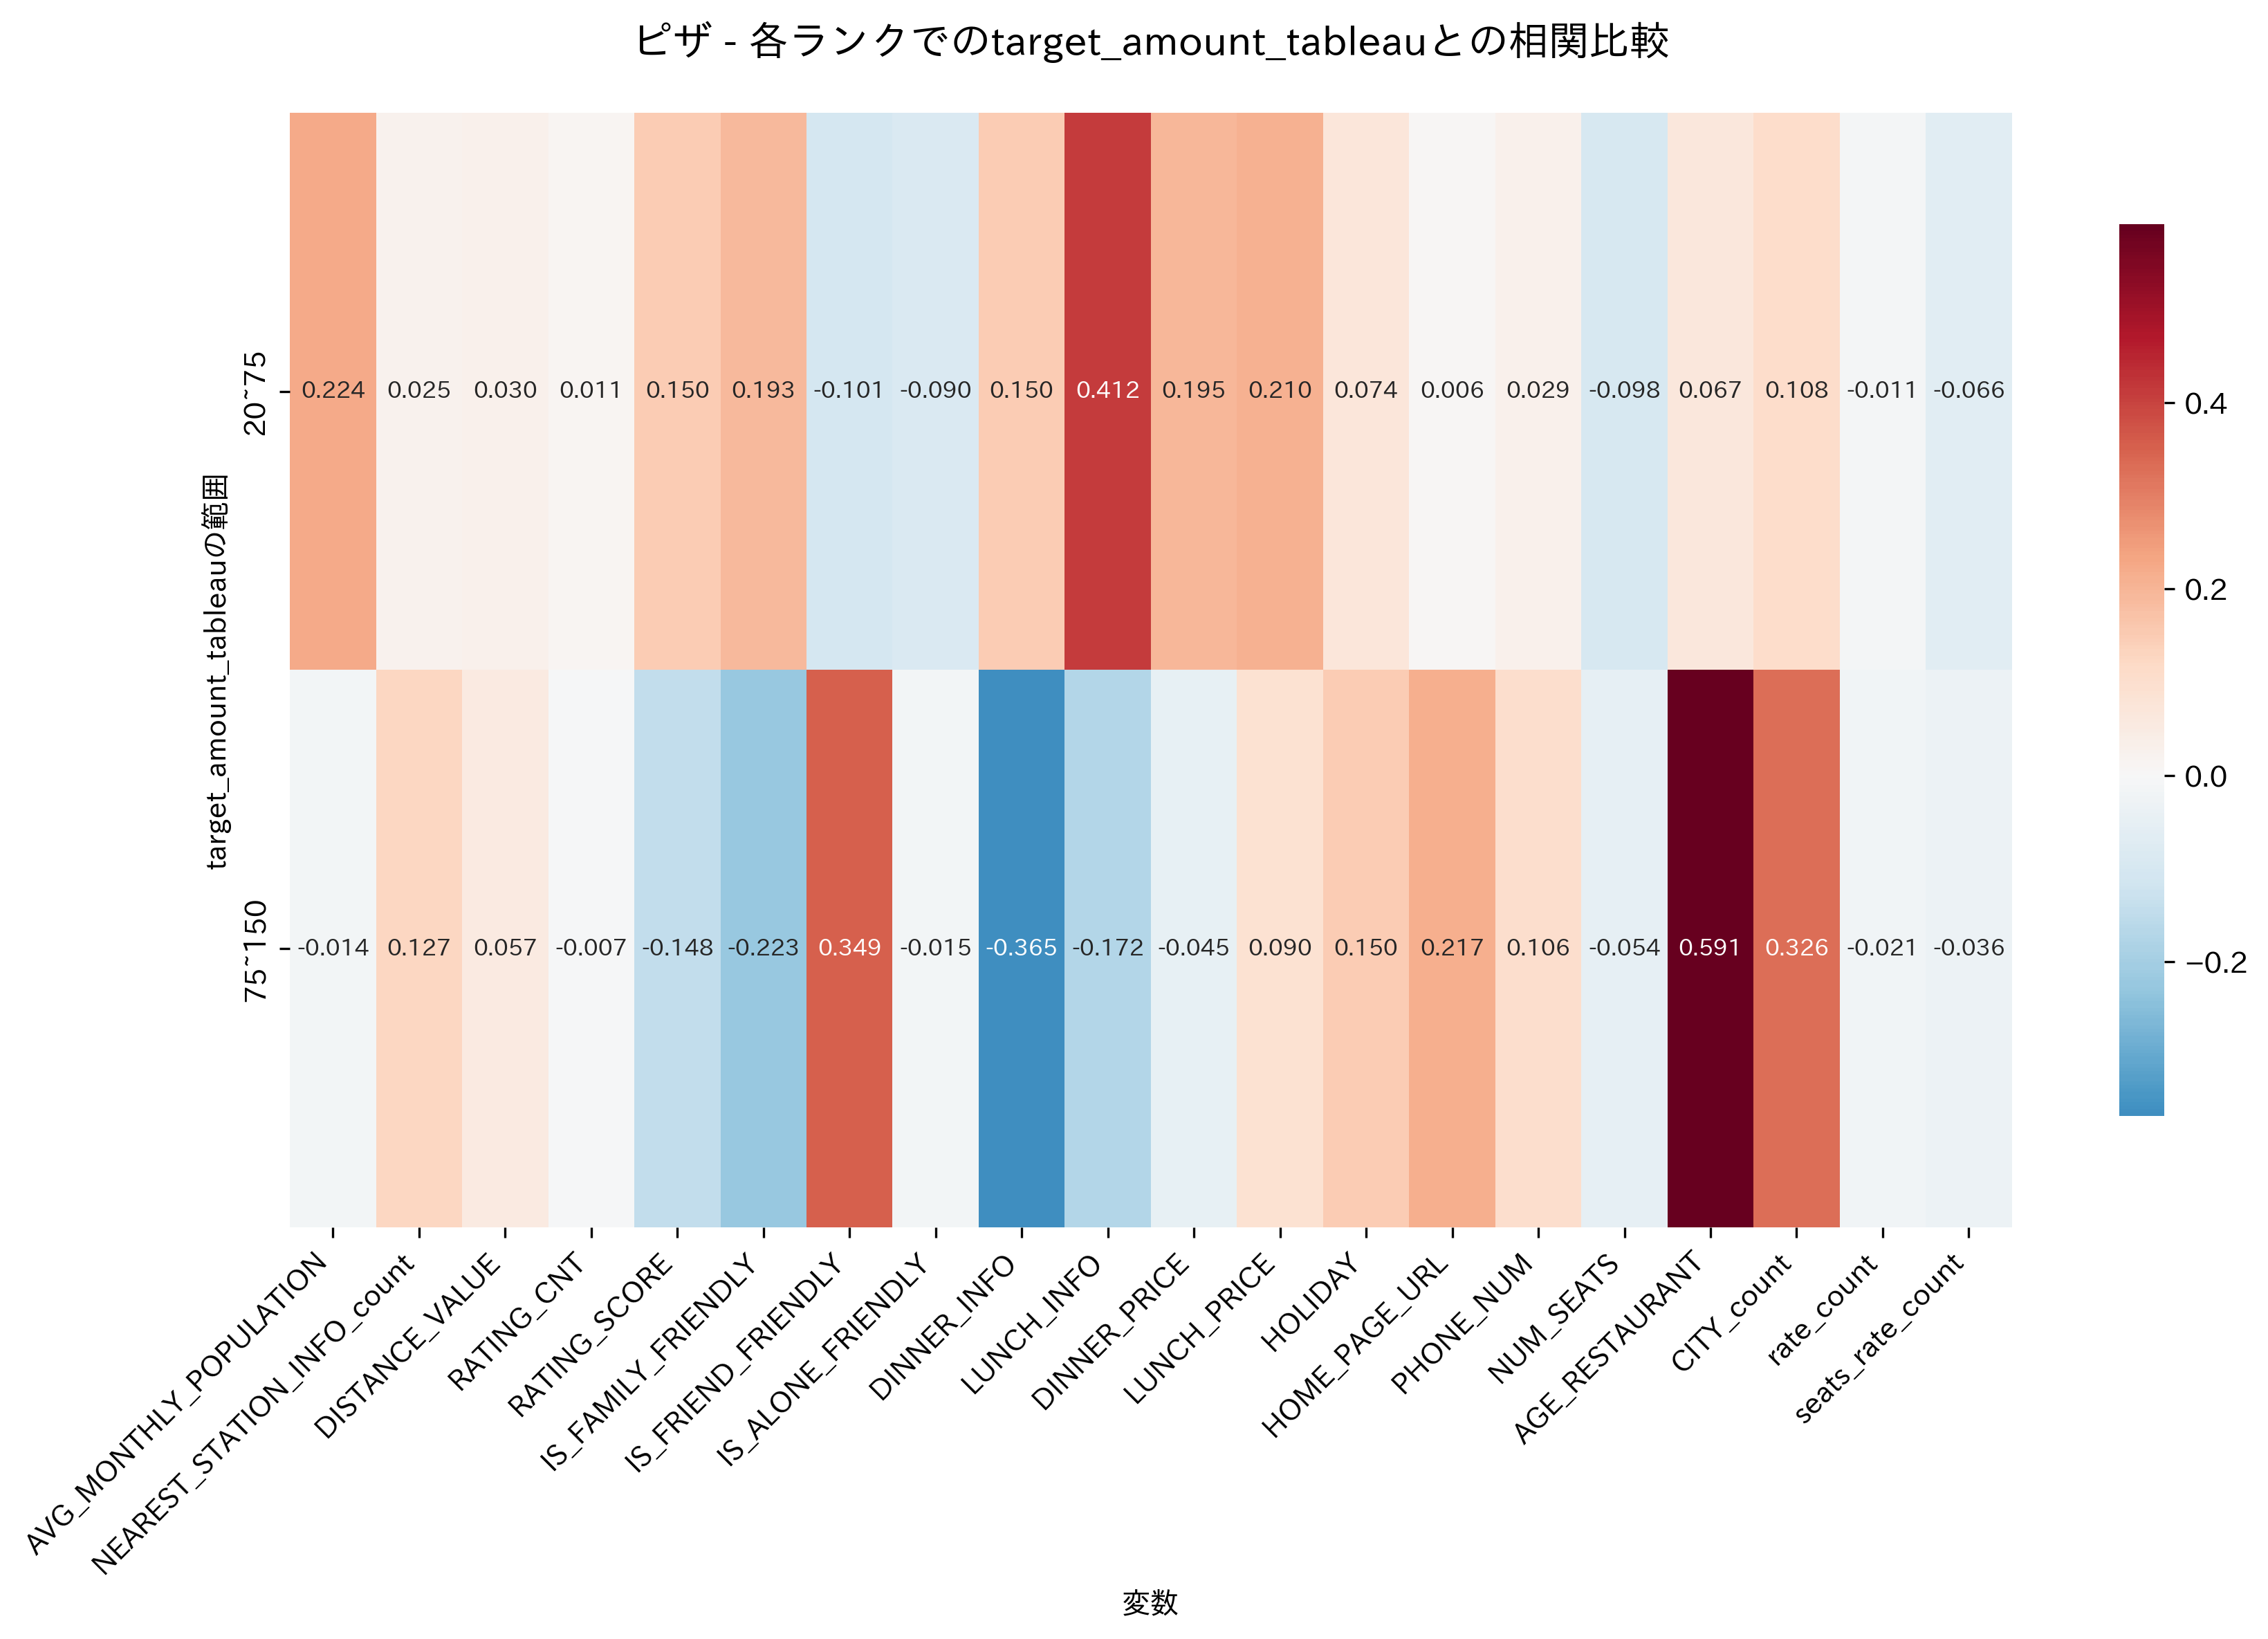 ピザ - 各ランクでのtarget_amount_tableauとの相関比較
target_amount_tableauの範囲
20~75
0.224 0.025 0.030 0.011 0.150 0.193 -0.101 -0.090 0.150 0.412 0.195 0.210 0.074 0.006 0.029 -0.098 0.067 0.108 -0.011 -0.066
75~150
-0.014 0.127 0.057 -0.007 -0.148 -0.223 0.349 -0.015 -0.365 -0.172 -0.045 0.090 0.150 0.217 0.106 -0.054 0.591 0.326 -0.021 -0.036
AVG_MONTHLY_POPULATION
NEAREST_STATION_INFO_count
DISTANCE_VALUE
RATING_CNT
RATING_SCORE
IS_FAMILY_FRIENDLY
IS_FRIEND_FRIENDLY
IS_ALONE_FRIENDLY
DINNER_INFO
LUNCH_INFO
DINNER_PRICE
LUNCH_PRICE
HOLIDAY
HOME_PAGE_URL
PHONE_NUM
NUM_SEATS
AGE_RESTAURANT
CITY_count
rate_count
seats_rate_count
変数
0.4
0.2
0.0
−0.2